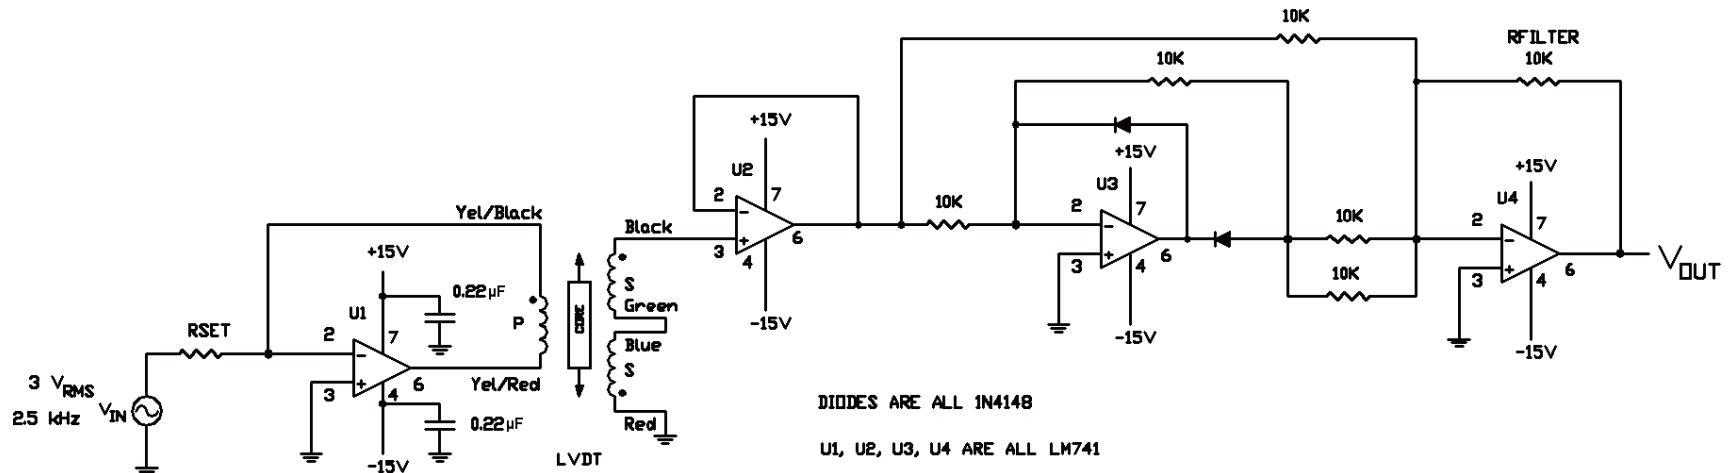 10K
RFILTER
10K
10K
+15V
U2
2
7
3
4
6
-15V
10K
+15V
U3
2
7
3
4
6
-15V
10K
10K
+15V
U4
2
7
3
4
6
-15V
VOUT
Yel/Black
Black
+15V
0.22µF
U1
RSET
2
7
3
4
6
P
CORE
S
Green
Blue
S
Yel/Red
Red
3 VRMS
2.5 kHz
VIN
0.22µF
-15V
LVDT
DIODES ARE ALL 1N4148
U1, U2, U3, U4 ARE ALL LM741